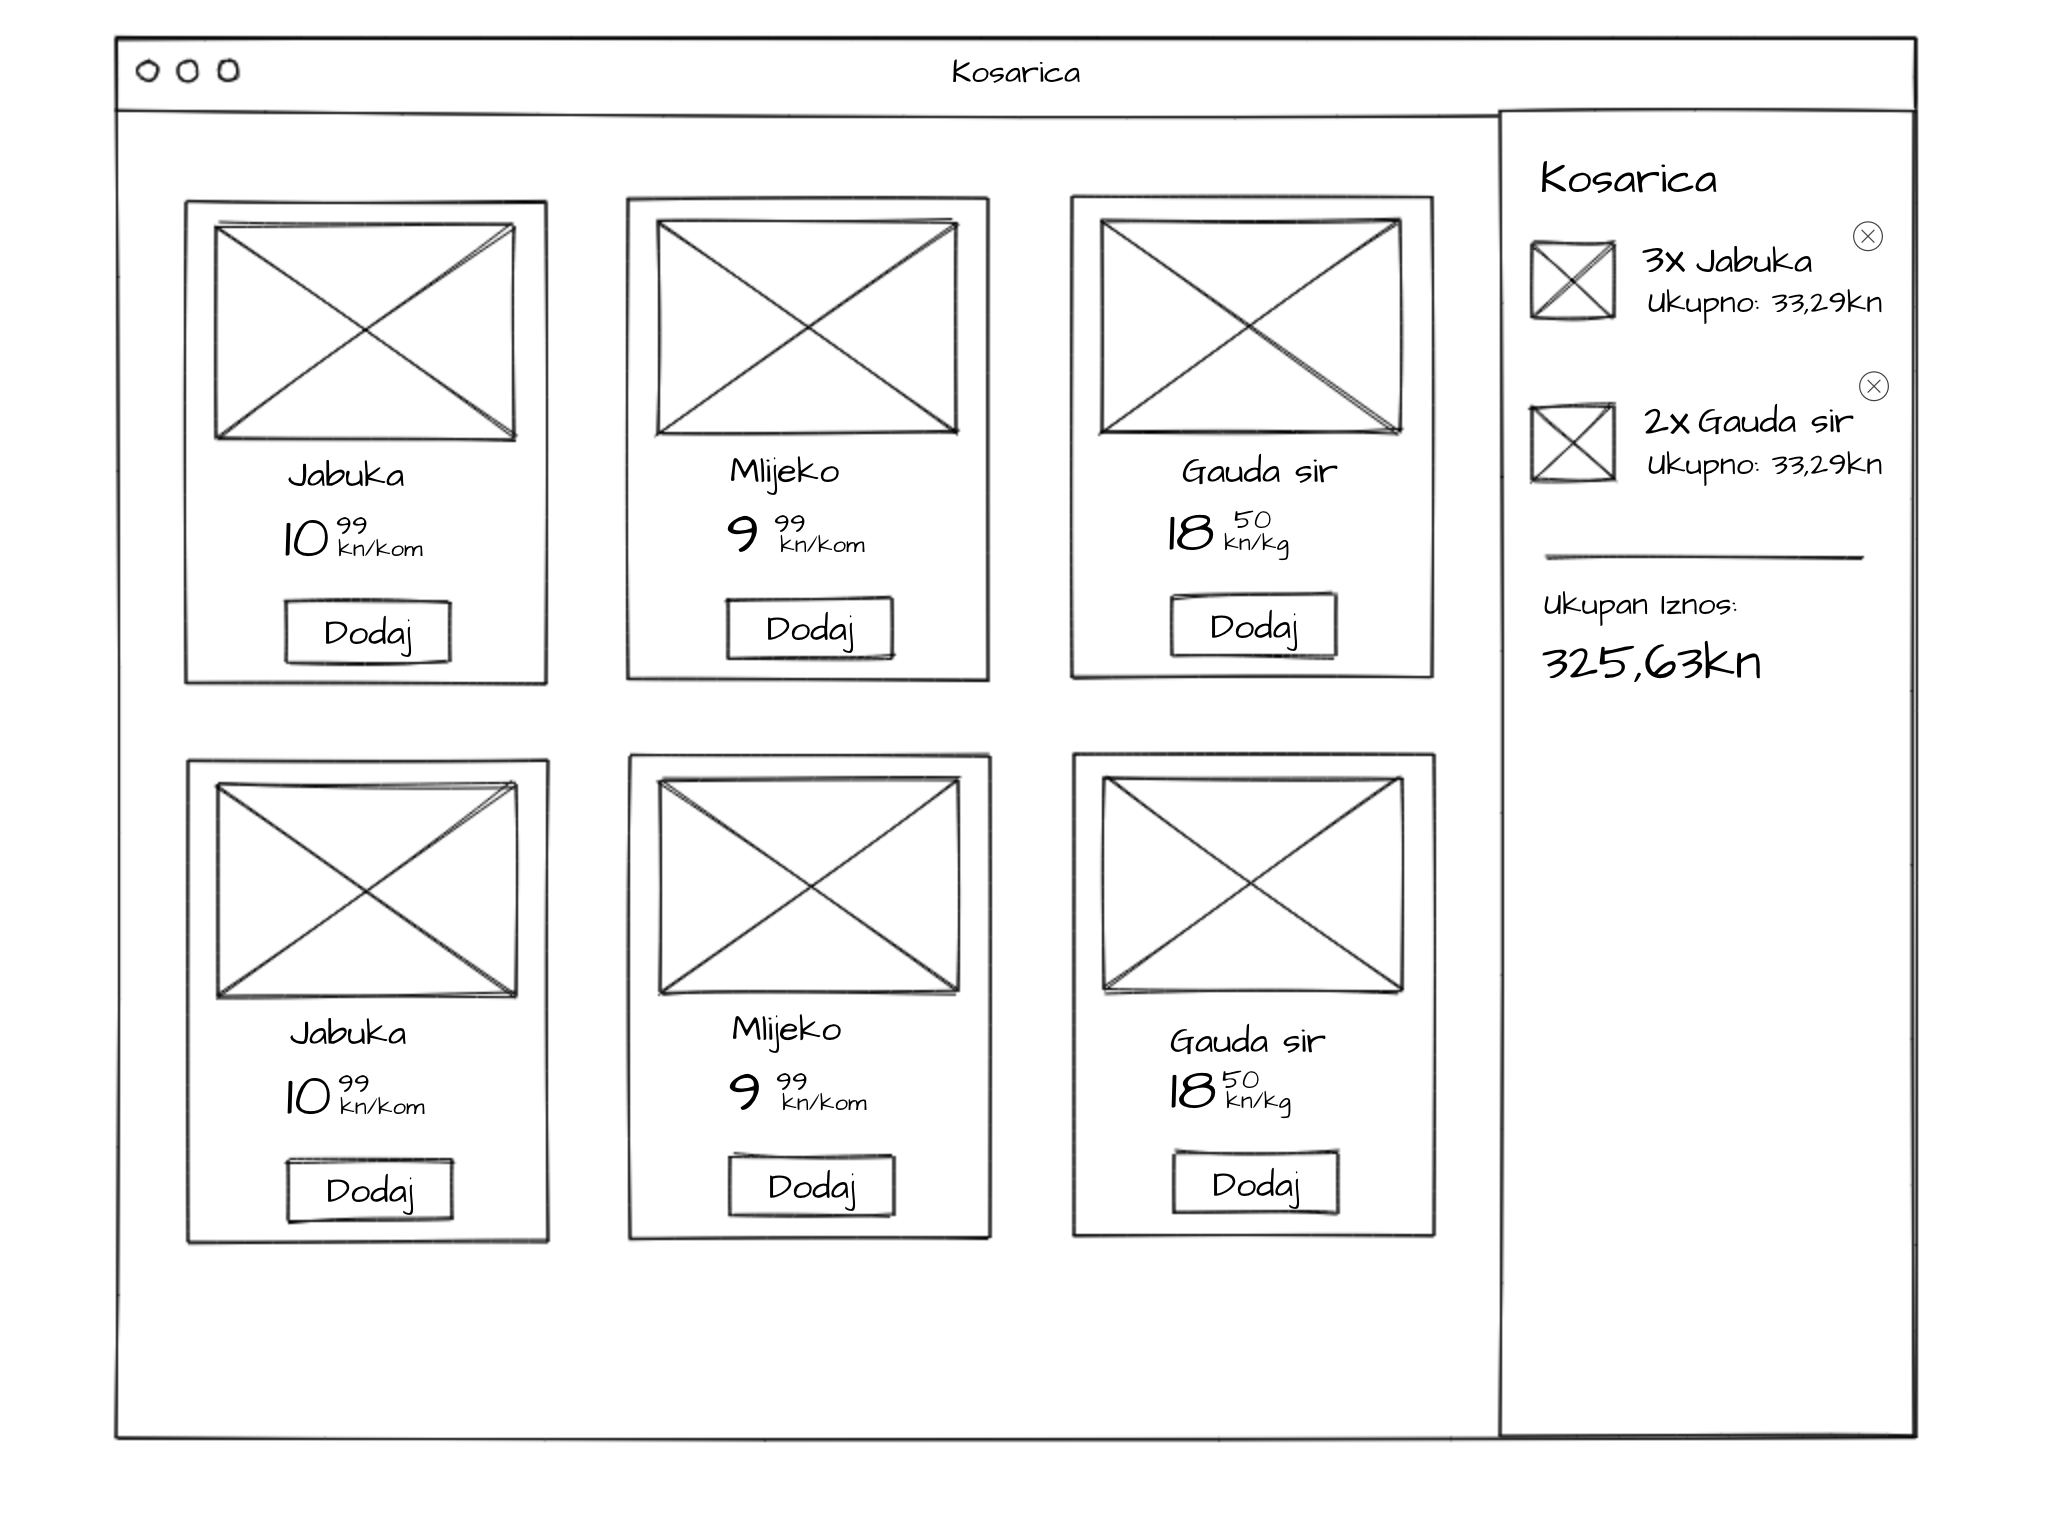 Kosarica
Jabuka
10 99
kn/kom
Dodaj
Mlijeko
9 99
kn/kom
Dodaj
Gauda sir
18 50
kn/kg
Dodaj
Jabuka
10 99
kn/kom
Dodaj
Mlijeko
9 99
kn/kom
Dodaj
Gauda sir
18 50
kn/kg
Dodaj
Kosarica
3x Jabuka
Ukupno: 33,29kn
2x Gauda sir
Ukupno: 33,29kn
Ukupan Iznos:
325,63kn